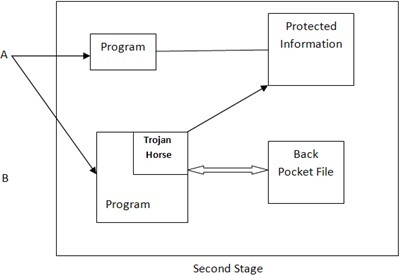 Protected
Information
Program
A
Trojan
Horse
Back
Pocket File
B
Program
Second Stage